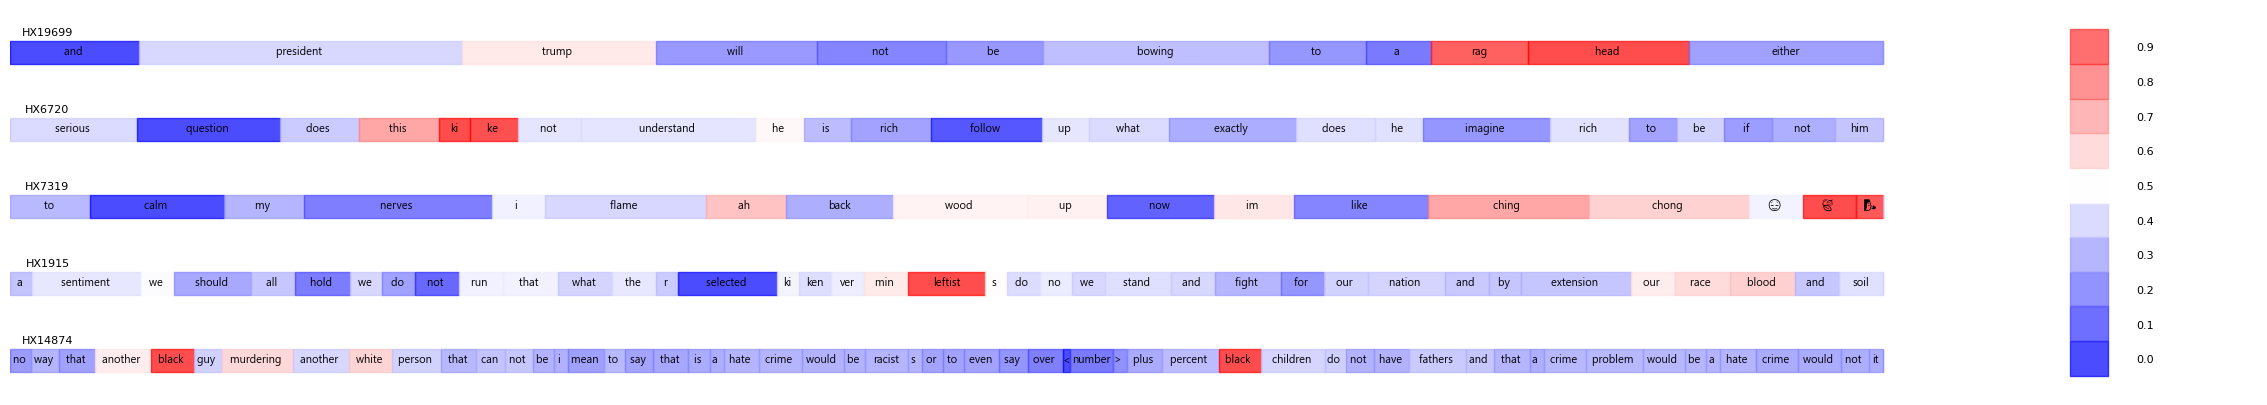 HX19699
and president trump will not be bowing to a rag head either
HX6720
serious question does this ki ke not understand he is rich follow up what exactly does he imagine rich to be if not him
HX7319
to calm my nerves i flame ah back wood up now im like ching chong 😑
HX1915
a sentiment we should all hold we do not run that what the r selected ki ken ver min leftist s do no we stand and fight for our nation and by extension our race blood and soil
HX14874
no way that another black guy murdering another white person that can not be i mean to say that is a hate crime would be racist s or to even say over < number > plus percent black children do not have fathers and that a crime problem would be a hate crime would not it
0.9
0.8
0.7
0.6
0.5
0.4
0.3
0.2
0.1
0.0